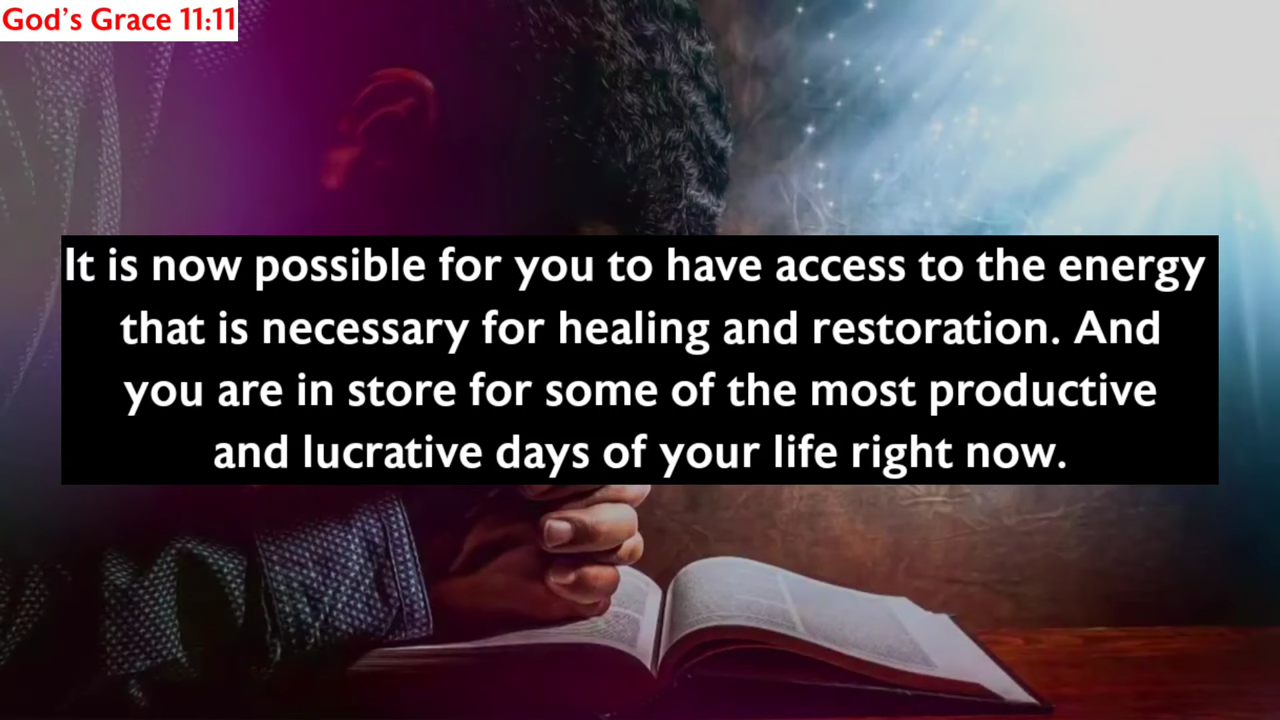 God's Grace 11:11
It is now possible for you to have access to the energy
that is necessary for healing and restoration. And
you are in store for some of the most productive
and lucrative days of your life right now.